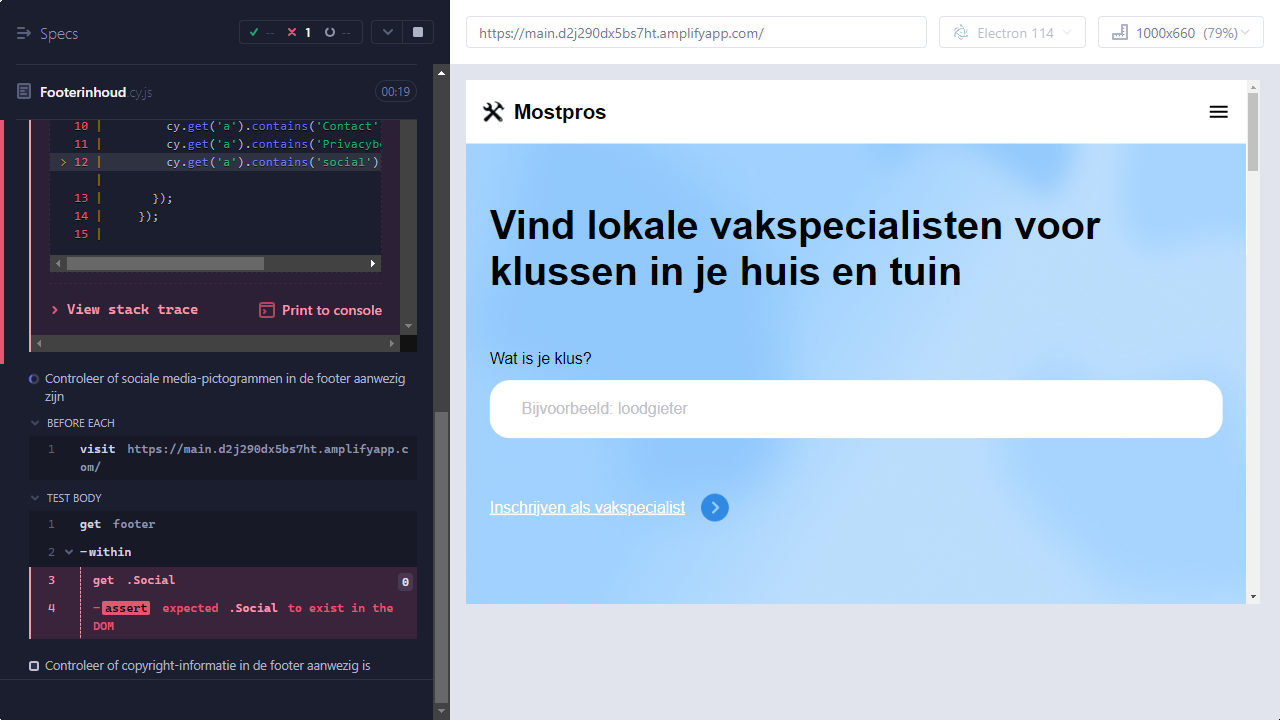 Specs
-- 1 --
https://main.d2j290dx5bs7ht.amplifyapp.com/
Electron 114
1000x660 (79%)
Footerinhoud.cy.js
00:19
10 | cy.get('a').contains('Contact'
11 | cy.get('a').contains('Privacybe
> 12 | cy.get('a').contains('social')
|
13 | });
14 | });
15 |
> View stack trace
Print to console
Controleer of sociale media-pictogrammen in de footer aanwezig
zijn
BEFORE EACH
1 visit https://main.d2j290dx5bs7ht.amplifyapp.c
om/
TEST BODY
1 get footer
2 -within
3 get .Social 0
4 -assert expected .Social to exist in the
DOM
Controleer of copyright-informatie in de footer aanwezig is
Mostpros
Vind lokale vakspecialisten voor
klussen in je huis en tuin
Wat is je klus?
Bijvoorbeeld: loodgieter
Inschrijven als vakspecialist